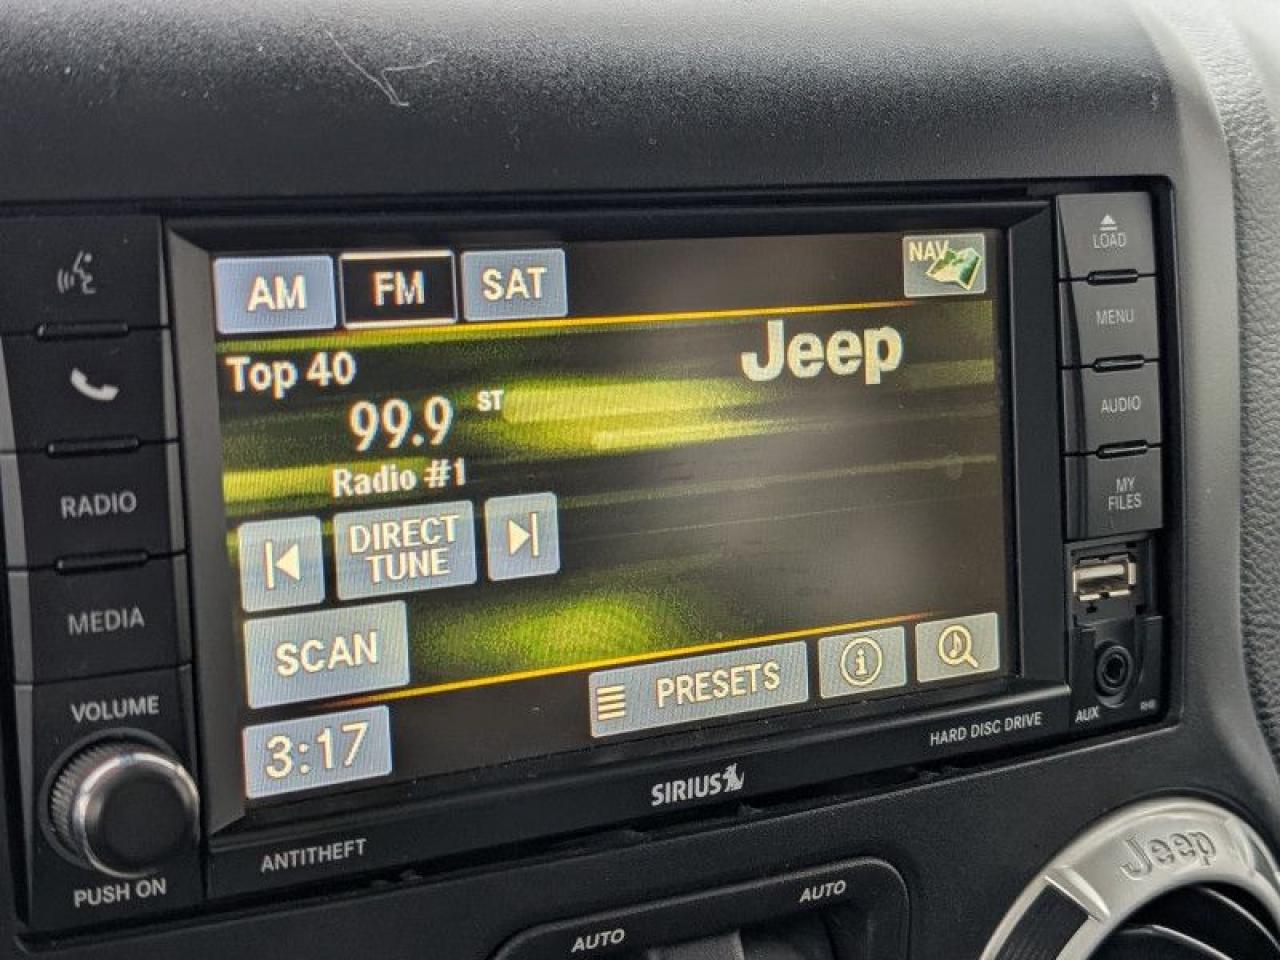 AM
FM
SAT
NAV
Jeep
Top 40
99.9 ST
Radio #1
DIRECT
TUNE
SCAN
PRESETS
i
3:17
RADIO
MEDIA
VOLUME
PUSH ON
LOAD
MENU
AUDIO
MY
FILES
AUX
RHB
HARD DISC DRIVE
SIRIUS
ANTITHEFT
AUTO
AUTO
Jeep